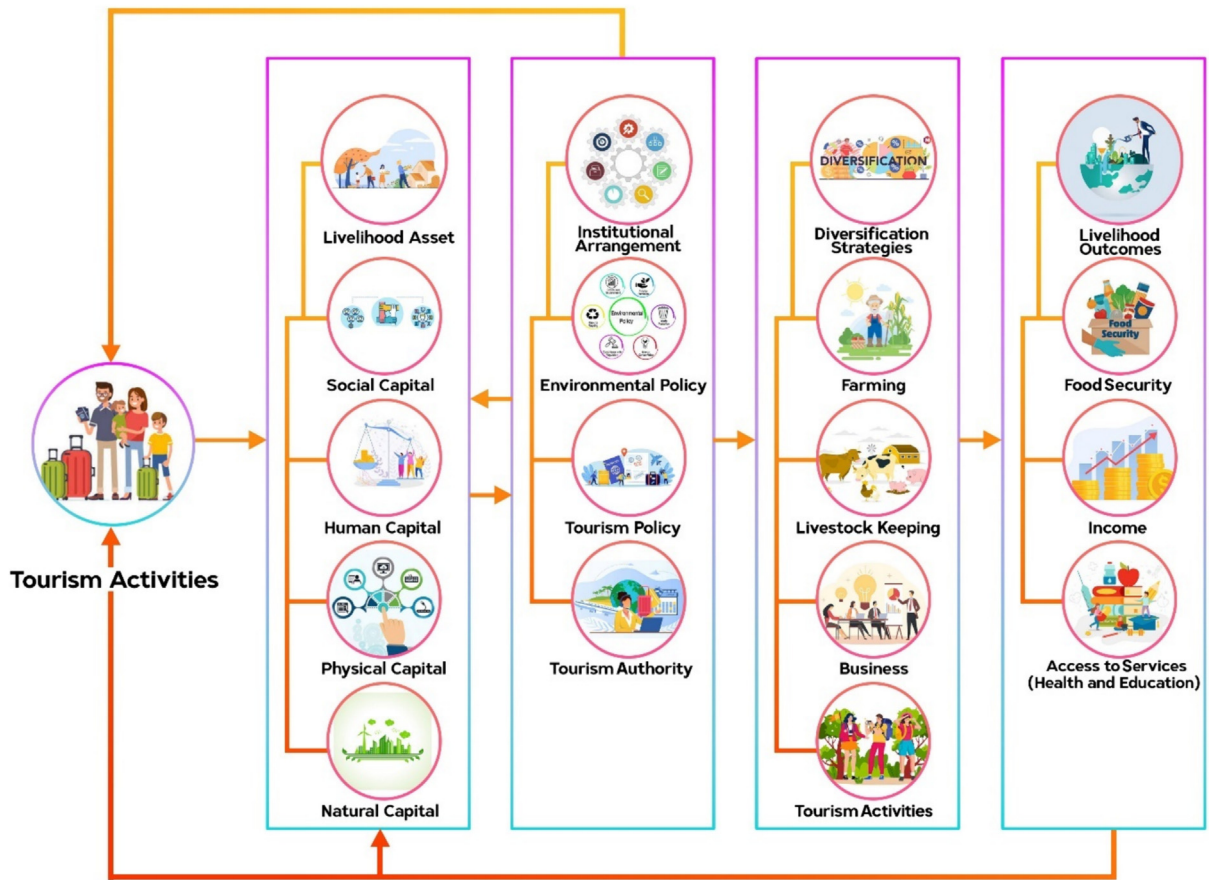 Tourism Activities
Livelihood Asset
Social Capital
Human Capital
Physical Capital
Natural Capital
Institutional
Arrangement
Environmental
Policy
Environmental Policy
Tourism Policy
Tourism Authority
DIVERSIFICATION
Diversification
Strategies
Farming
Livestock Keeping
Business
Tourism Activities
Livelihood
Outcomes
Food
Security
Food Security
Income
Access to Services
(Health and Education)